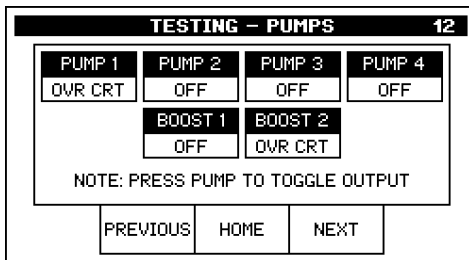 TESTING – PUMPS 12
PUMP 1 PUMP 2 PUMP 3 PUMP 4
OVR CRT OFF OFF OFF
BOOST 1 BOOST 2
OFF OVR CRT
NOTE: PRESS PUMP TO TOGGLE OUTPUT
PREVIOUS HOME NEXT